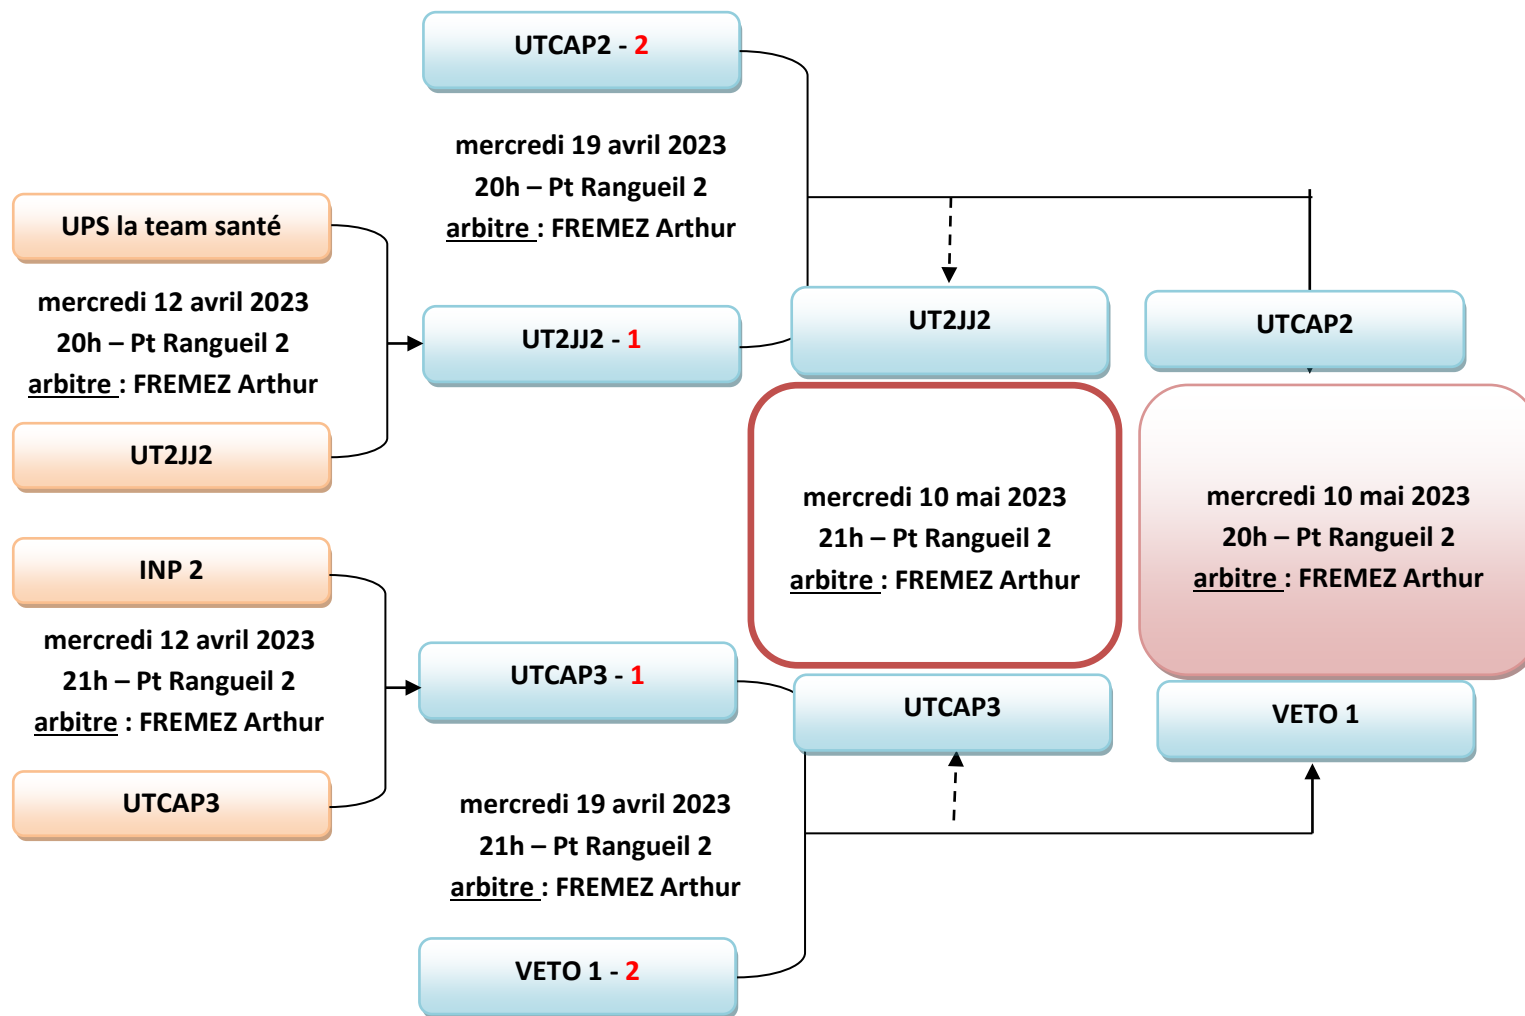 UTCAP2 - 2
mercredi 19 avril 2023
20h – Pt Rangueil 2
arbitre : FREMEZ Arthur
UPS la team santé
mercredi 12 avril 2023
20h – Pt Rangueil 2
arbitre : FREMEZ Arthur
UT2JJ2
UT2JJ2 - 1
UT2JJ2
UTCAP2
mercredi 10 mai 2023
21h – Pt Rangueil 2
arbitre : FREMEZ Arthur
mercredi 10 mai 2023
20h – Pt Rangueil 2
arbitre : FREMEZ Arthur
INP 2
mercredi 12 avril 2023
21h – Pt Rangueil 2
arbitre : FREMEZ Arthur
UTCAP3
UTCAP3 - 1
UTCAP3
VETO 1
mercredi 19 avril 2023
21h – Pt Rangueil 2
arbitre : FREMEZ Arthur
VETO 1 - 2